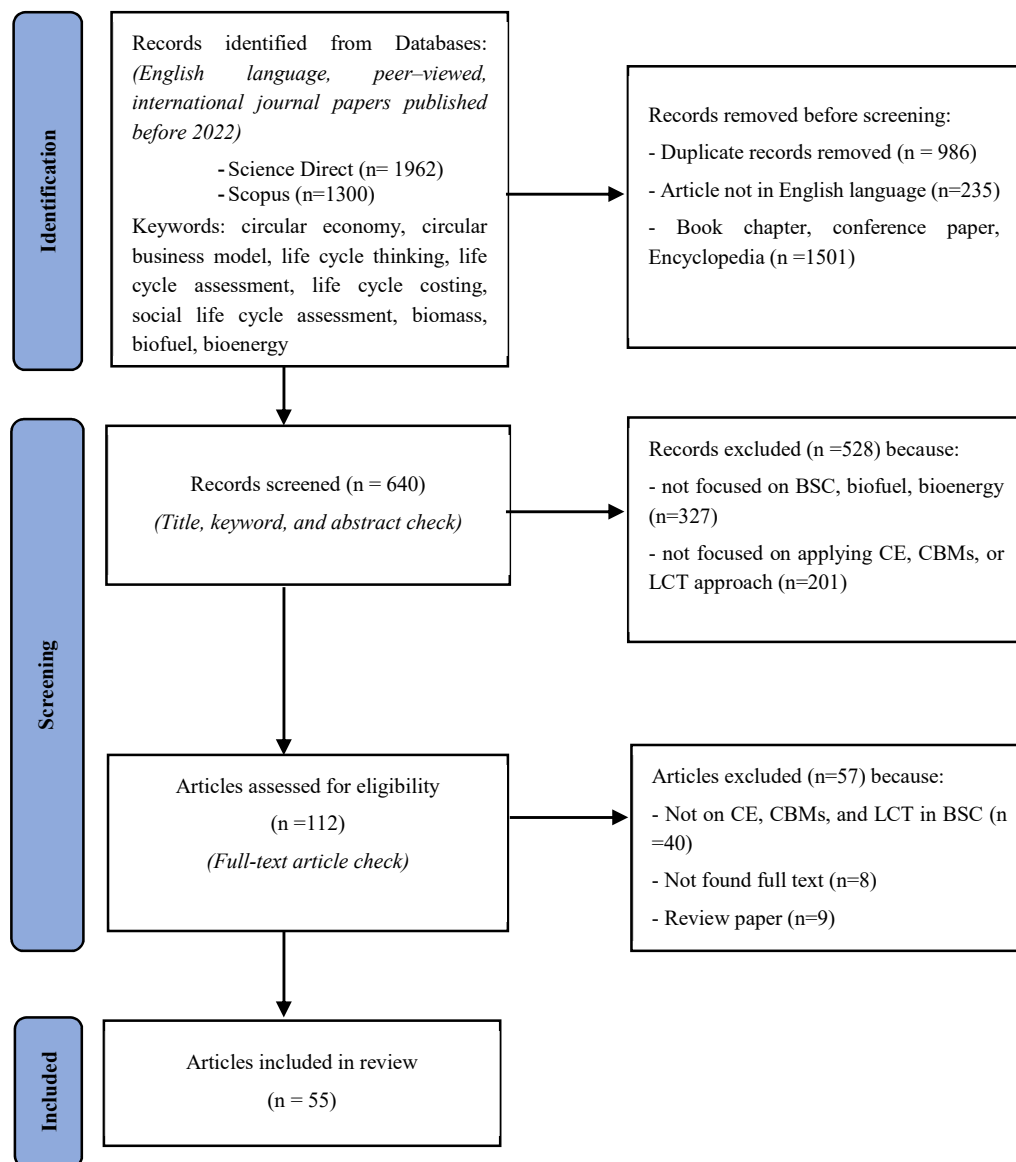 Identification
Records identified from Databases:
(English language, peer–viewed,
international journal papers published
before 2022)
- Science Direct (n= 1962)
- Scopus (n=1300)
Keywords: circular economy, circular
business model, life cycle thinking, life
cycle assessment, life cycle costing,
social life cycle assessment, biomass,
biofuel, bioenergy
Records removed before screening:
- Duplicate records removed (n = 986)
- Article not in English language (n=235)
- Book chapter, conference paper,
Encyclopedia (n =1501)
Screening
Records screened (n = 640)
(Title, keyword, and abstract check)
Records excluded (n =528) because:
- not focused on BSC, biofuel, bioenergy
(n=327)
- not focused on applying CE, CBMs, or
LCT approach (n=201)
Articles assessed for eligibility
(n =112)
(Full-text article check)
Articles excluded (n=57) because:
- Not on CE, CBMs, and LCT in BSC (n
=40)
- Not found full text (n=8)
- Review paper (n=9)
Included
Articles included in review
(n = 55)